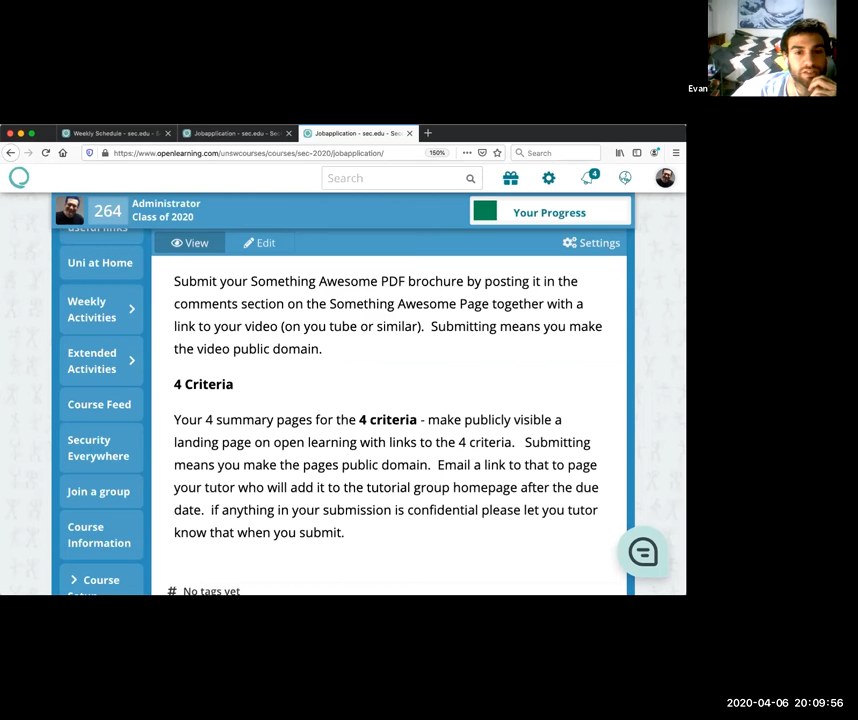 Evan
Weekly Schedule - sec.edu - S
Jobapplication - sec.edu - Se
Jobapplication - sec.edu - Sec
https://www.openlearning.com/unswcourses/courses/sec-2020/jobapplication/
150%
Search
Search
4
264
Administrator
Class of 2020
Your Progress
useful links
View
Edit
Settings
Uni at Home
Weekly
Activities
Extended
Activities
Course Feed
Security
Everywhere
Join a group
Course
Information
Course
Setup
Submit your Something Awesome PDF brochure by posting it in the
comments section on the Something Awesome Page together with a
link to your video (on you tube or similar). Submitting means you make
the video public domain.
4 Criteria
Your 4 summary pages for the 4 criteria - make publicly visible a
landing page on open learning with links to the 4 criteria. Submitting
means you make the pages public domain. Email a link to that to page
your tutor who will add it to the tutorial group homepage after the due
date. if anything in your submission is confidential please let you tutor
know that when you submit.
# No tags yet
2020-04-06 20:09:56